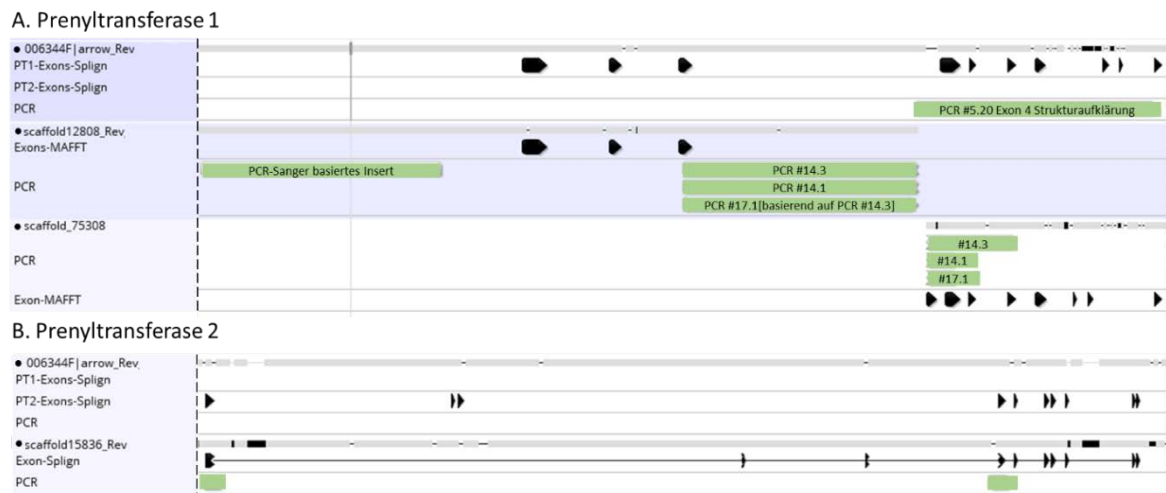 A. Prenyltransferase 1
006344F|arrow_Rev
PT1-Exons-Splign
PT2-Exons-Splign
PCR
PCR #5.20 Exon 4 Strukturaufklärung
scaffold12808_Rev
Exons-MAFFT
PCR-Sanger basiertes Insert
PCR #14.3
PCR
PCR #14.1
PCR #17.1[basierend auf PCR #14.3]
scaffold_75308
#14.3
PCR
#14.1
#17.1
Exon-MAFFT
B. Prenyltransferase 2
006344F|arrow_Rev
PT1-Exons-Splign
PT2-Exons-Splign
PCR
scaffold15836_Rev
Exon-Splign
PCR